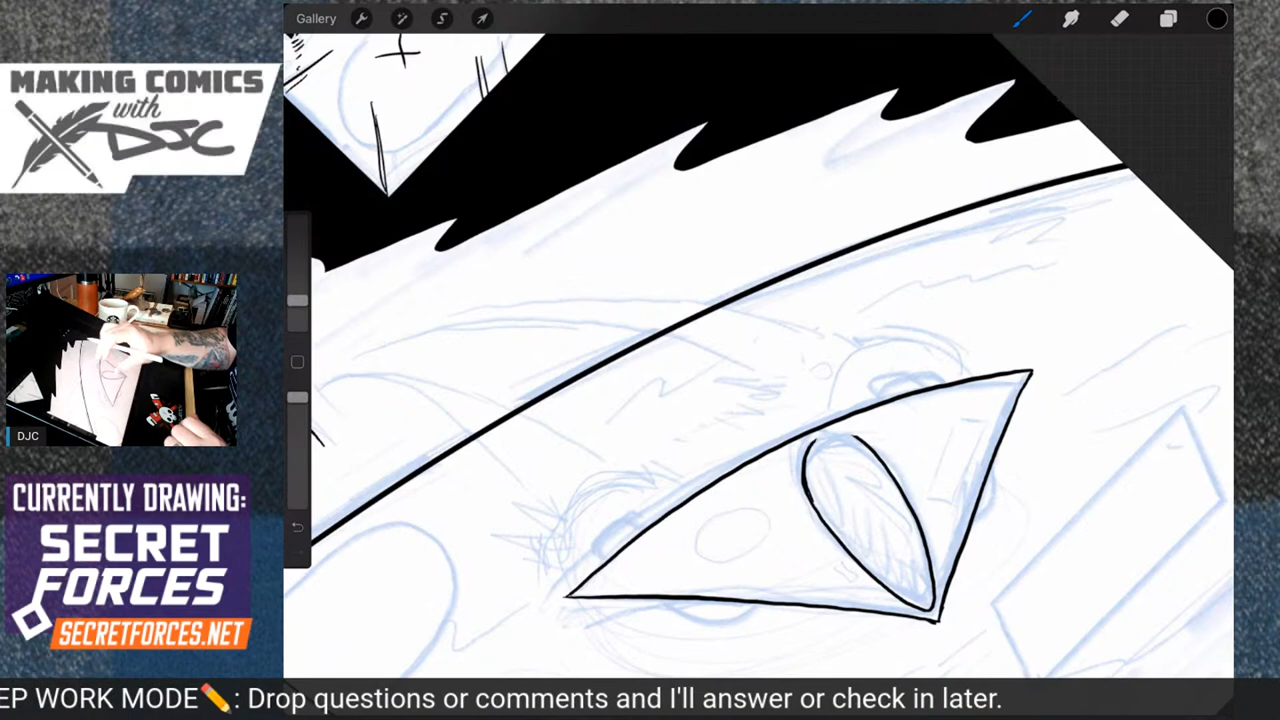 Gallery
MAKING COMICS
with
DJC
DJC
CURRENTLY DRAWING:
SECRET
FORCES
SECRETFORCES.NET
EP WORK MODE✏️: Drop questions or comments and I'll answer or check in later.